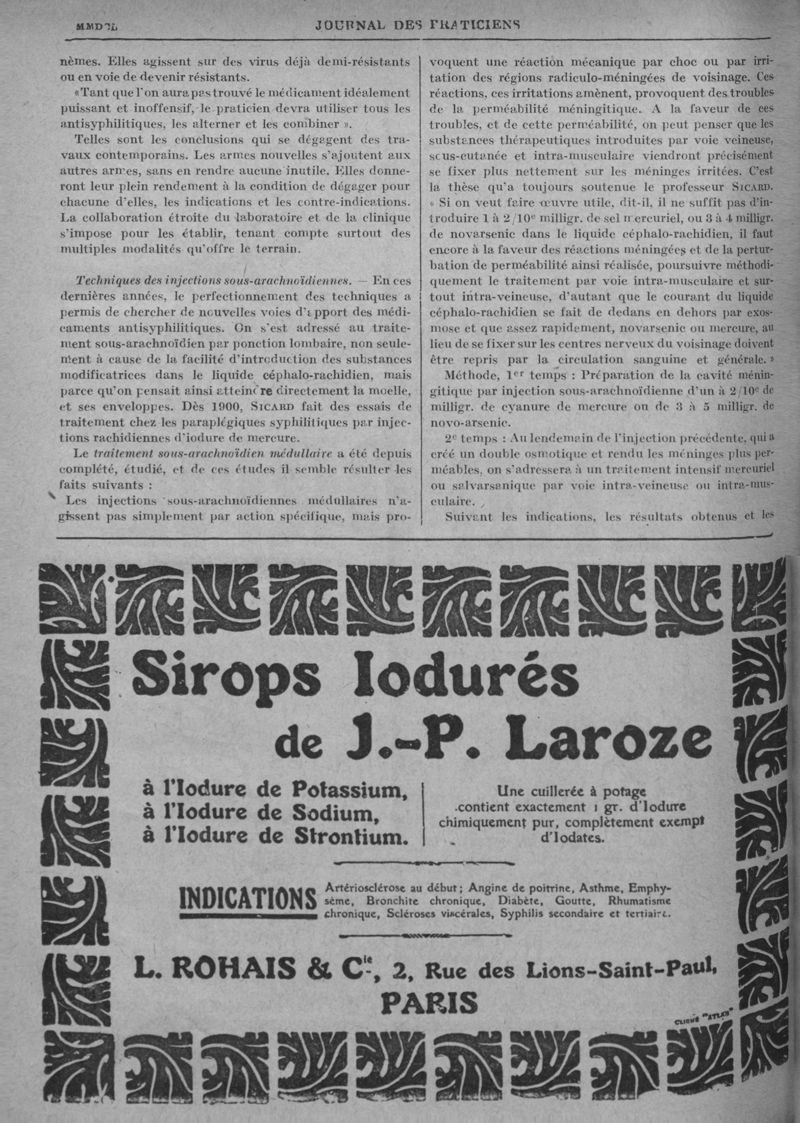 JOURNAL DES PRATICIENS
nèmes. Elles agissent sur des virus déjà demi-résistants
ou en voie de devenir résistants.
« Tant que l'on aura pas trouvé le médicament idéalement
puissant et inoffensif, le praticien devra utiliser tous les
antisyphilitiques, les alterner et les combiner ».
Telles sont les conclusions qui se dégagent des tra-
vaux contemporains. Les armes nouvelles s'ajoutent aux
autres armes, sans en rendre aucune inutile. Elles donne-
ront leur plein rendement à la condition de dégager pour
chacune d'elles, les indications et les contre-indications.
La collaboration étroite du laboratoire et de la clinique
s'impose pour les établir, tenant compte surtout des
multiples modalités qu'offre le terrain.
Techniques des injections sous-arachnoïdiennes. — En ces
dernières années, le perfectionnement des techniques a
permis de chercher de nouvelles voies d'apport des médi-
caments antisyphilitiques. On s'est adressé au traite-
ment sous-arachnoïdien par ponction lombaire, non seule-
ment à cause de la facilité d'introduction des substances
modificatrices dans le liquide céphalo-rachidien, mais
parce qu'on pensait ainsi atteindre directement la moelle,
et ses enveloppes. Dès 1900, SICARD fait des essais de
traitement chez les paraplégiques syphilitiques par injec-
tions rachidiennes d'iodure de mercure.
Le traitement sous-arachnoïdien médullaire a été depuis
complété, étudié, et de ces études il semble résulter les
faits suivants :
Les injections sous-arachnoïdiennes médullaires n'a-
gissent pas simplement par action spécifique, mais pro-
voquent une réaction mécanique par choc ou par irri-
tation des régions radiculo-méningées de voisinage. Ces
réactions, ces irritations amènent, provoquent des troubles
de la perméabilité méningitique. A la faveur de ces
troubles, et de cette perméabilité, on peut penser que les
substances thérapeutiques introduites par voie veineuse,
sous-cutanée et intra-musculaire viendront précisément
se fixer plus nettement sur les méninges irritées. C'est
la thèse qu'a toujours soutenue le professeur SICARD.
« Si on veut faire œuvre utile, dit-il, il ne suffit pas d'in-
troduire 1 à 2/10e milligr. de sel mercuriel, ou 3 à 4 milligr.
de novarsenic dans le liquide céphalo-rachidien, il faut
encore à la faveur des réactions méningées et de la pertur-
bation de perméabilité ainsi réalisée, poursuivre méthodi-
quement le traitement par voie intra-musculaire et sur-
tout intra-veineuse, d'autant que le courant du liquide
céphalo-rachidien se fait de dedans en dehors par exos-
mose et que assez rapidement, novarsenic ou mercure, au
lieu de se fixer sur les centres nerveux du voisinage doivent
être repris par la circulation sanguine et générale. »
Méthode, 1er temps : Préparation de la cavité ménin-
gitique par injection sous-arachnoïdienne d'un à 2/10e de
milligr. de cyanure de mercure on de 3 à 5 milligr. de
novo-arsenic.
2e temps : Au lendemain de l'injection précédente, qui a
créé un double osmotique et rendu les méninges plus per-
méables, on s'adressera à un traitement intensif mercuriel
ou salvarsanique par voie intra-veineuse ou intra-mus-
culaire.
Suivant les indications, les résultats obtenus et les
Sirops Iodurés
de J.-P. Laroze
à l'Iodure de Potassium,
à l'Iodure de Sodium,
à l'Iodure de Strontium.
Une cuillerée à potage
contient exactement 1 gr. d'Iodure
chimiquement pur, complètement exempt
d'Iodates.
INDICATIONS
Artériosclérose au début; Angine de poitrine, Asthme, Emphy-
sème, Bronchite chronique, Diabète, Goutte, Rhumatisme
chronique, Scléroses viscérales, Syphilis secondaire et tertiaire.
L. ROHAIS & Cie, 2, Rue des Lions-Saint-Paul,
PARIS
CLICHÉ "ATLAS"